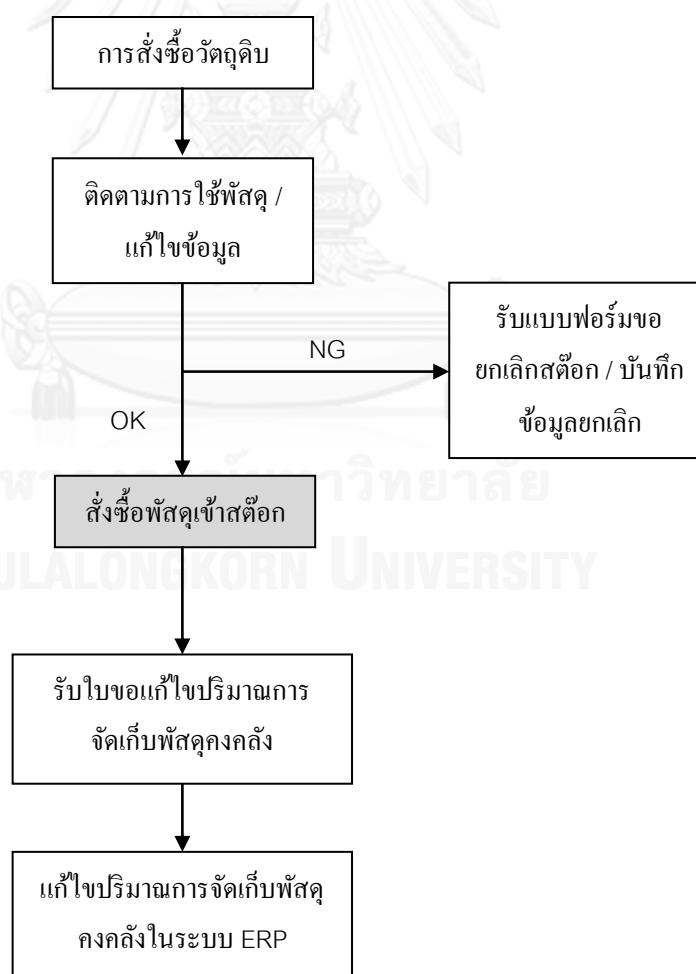 การสั่งซื้อวัตถุดิบ
ติดตามการใช้พัสดุ /
แก้ไขข้อมูล
NG
รับแบบฟอร์มขอ
ยกเลิกสต๊อก / บันทึก
ข้อมูลยกเลิก
OK
สั่งซื้อพัสดุเข้าสต๊อก
รับใบขอแก้ไขปริมาณการ
จัดเก็บพัสดุคงคลัง
แก้ไขปริมาณการจัดเก็บพัสดุ
คงคลังในระบบ ERP
ULALONGKORN UNIVERSITY